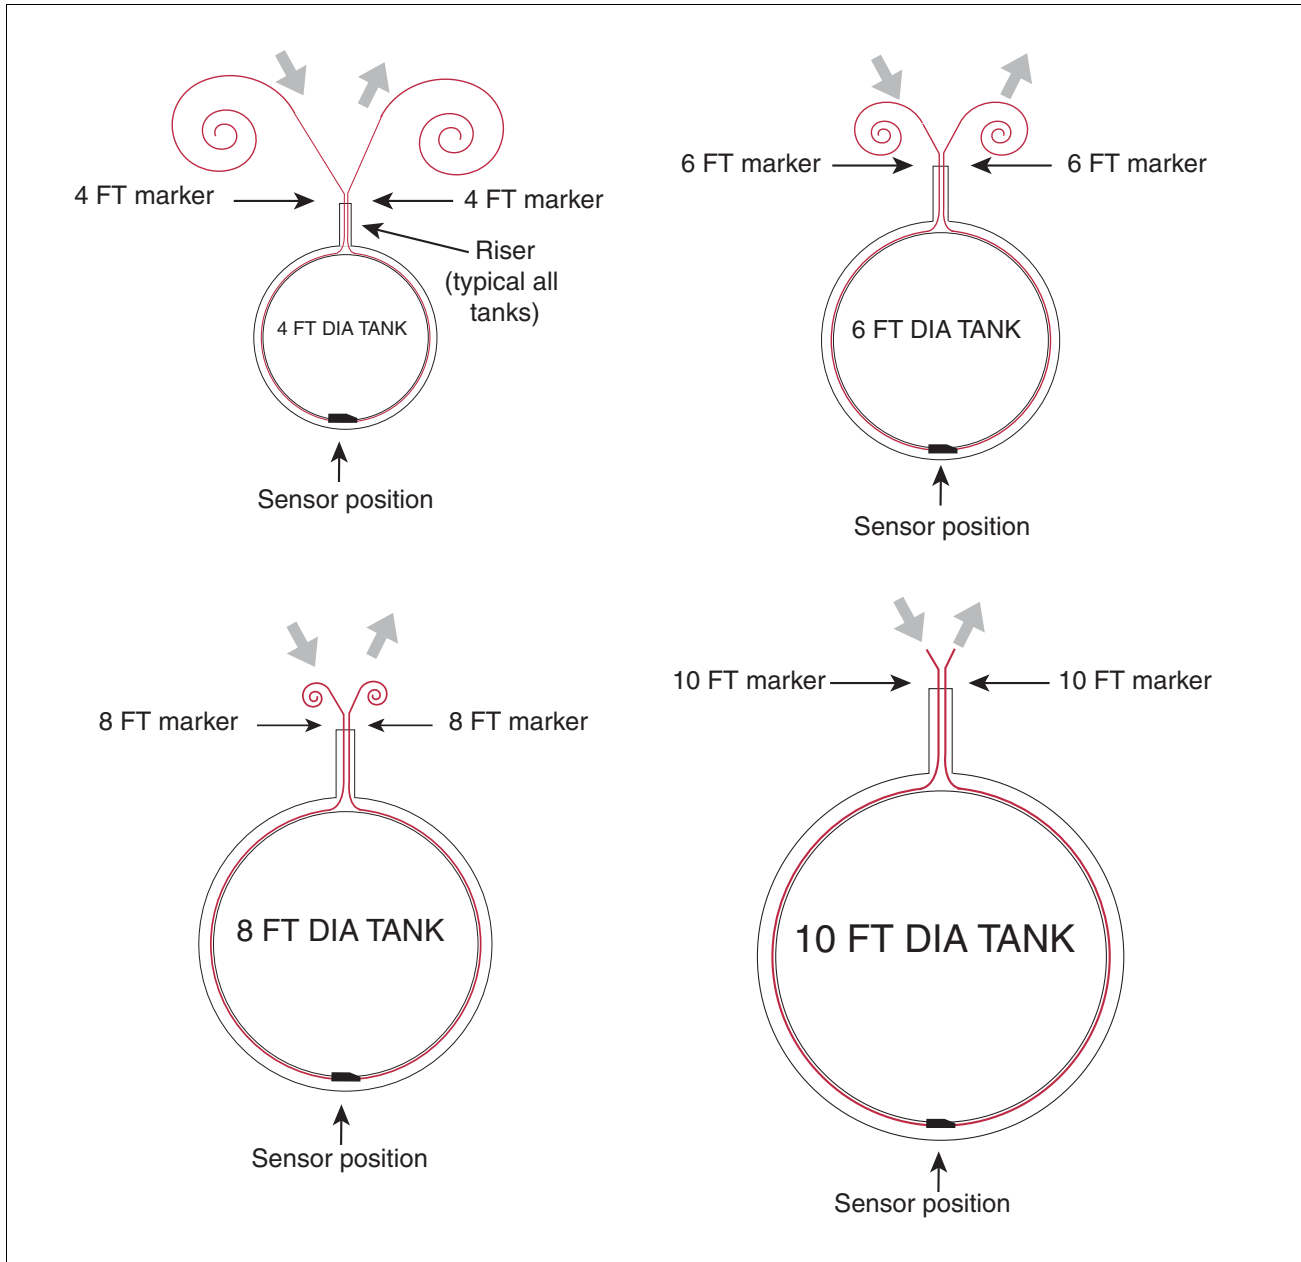 4 FT marker
4 FT marker
Riser
(typical all
tanks)
4 FT DIA TANK
Sensor position
6 FT marker
6 FT marker
6 FT DIA TANK
Sensor position
8 FT marker
8 FT marker
8 FT DIA TANK
Sensor position
10 FT marker
10 FT marker
10 FT DIA TANK
Sensor position